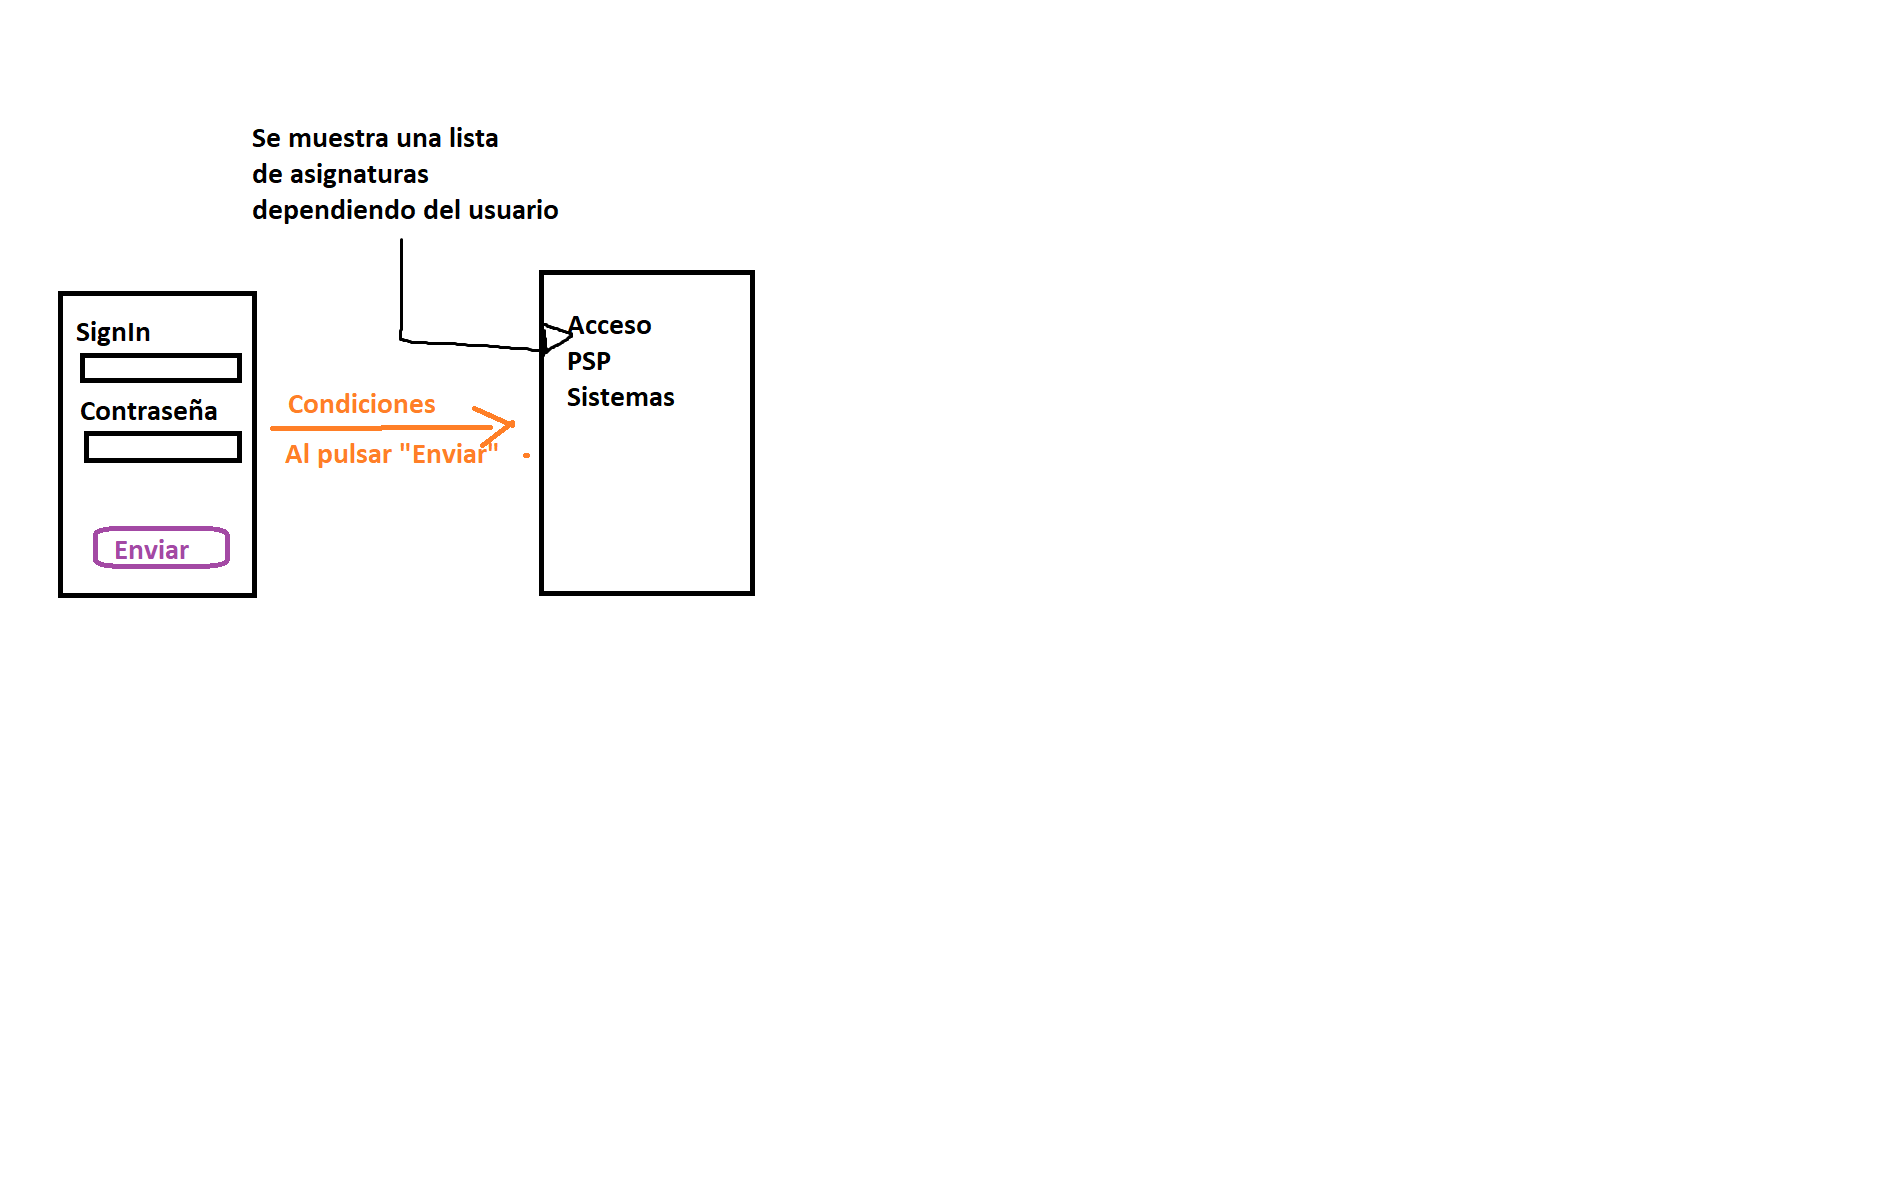 Se muestra una lista
de asignaturas
dependiendo del usuario
SignIn
Contraseña
Enviar
Condiciones
Al pulsar "Enviar"
Acceso
PSP
Sistemas